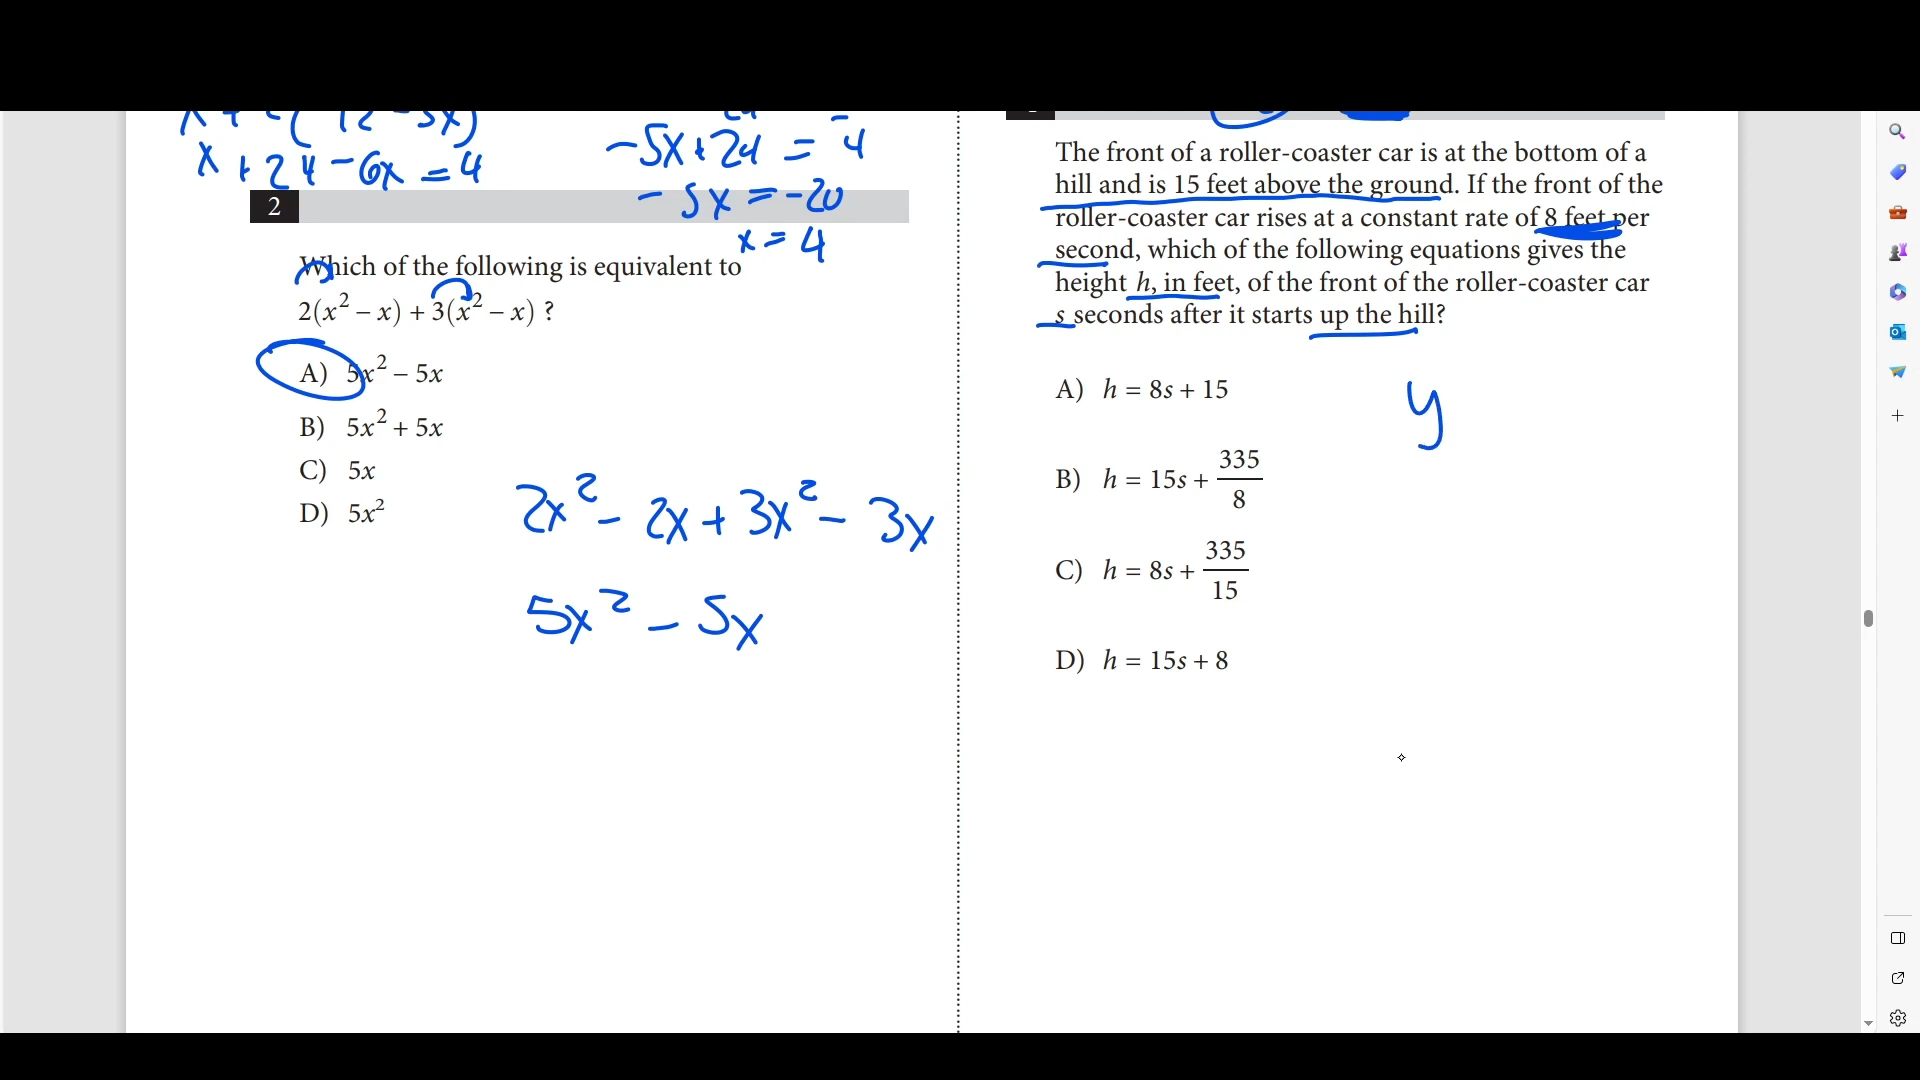 x + 24 - 6x = 4
-5x + 24 = 4
-5x = -20
x = 4
2
Which of the following is equivalent to
2(x² – x) + 3(x² – x) ?
A) 5x² – 5x
B) 5x² + 5x
C) 5x
D) 5x²
2x² - 2x + 3x² - 3x
5x² - 5x
The front of a roller-coaster car is at the bottom of a
hill and is 15 feet above the ground. If the front of the
roller-coaster car rises at a constant rate of 8 feet per
second, which of the following equations gives the
height h, in feet, of the front of the roller-coaster car
s seconds after it starts up the hill?
A) h = 8s + 15
B) h = 15s + 335/8
C) h = 8s + 335/15
D) h = 15s + 8
y